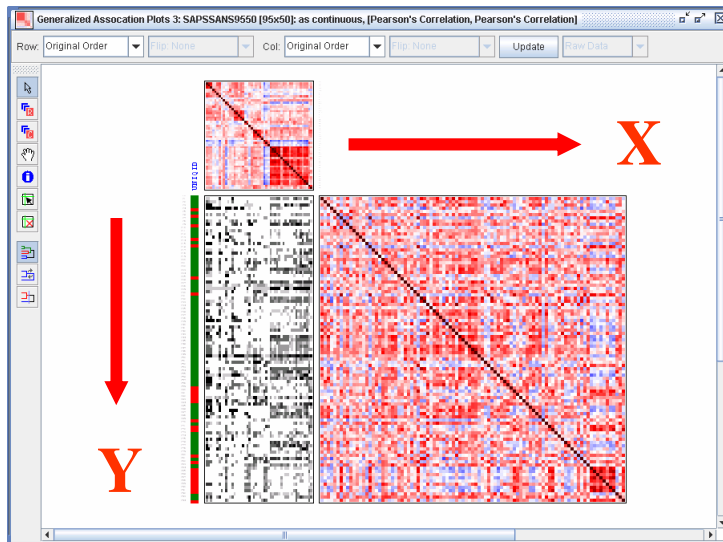 Generalized Assocation Plots 3: SAPSSANS9550 [95x50]: as continuous, [Pearson's Correlation, Pearson's Correlation]
Row: Original Order Flip: None Col: Original Order Flip: None Update Raw Data
X
UNIQID
Y